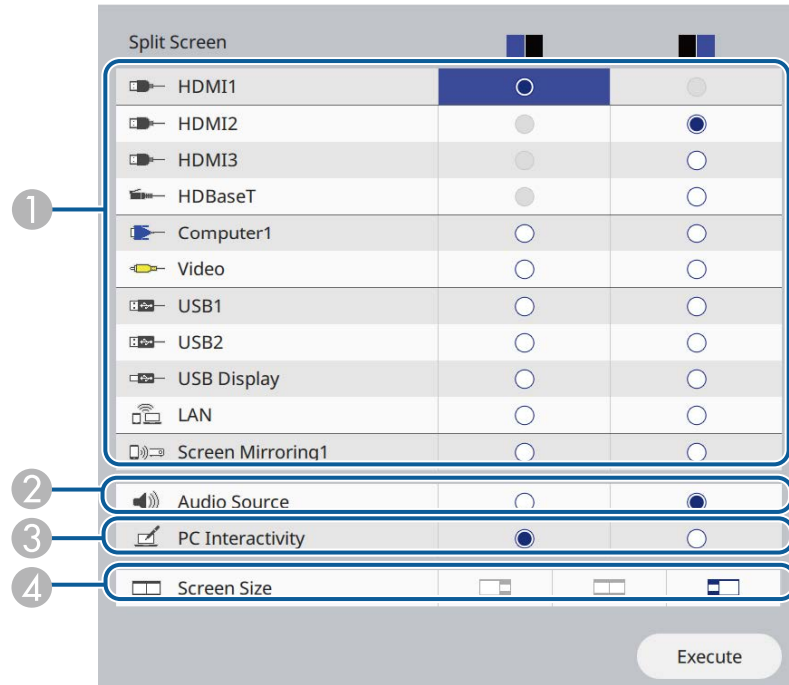 Split Screen
HDMI1
HDMI2
HDMI3
HDBaseT
Computer1
Video
USB1
USB2
USB Display
LAN
Screen Mirroring1
Audio Source
PC Interactivity
Screen Size
Execute
1
2
3
4